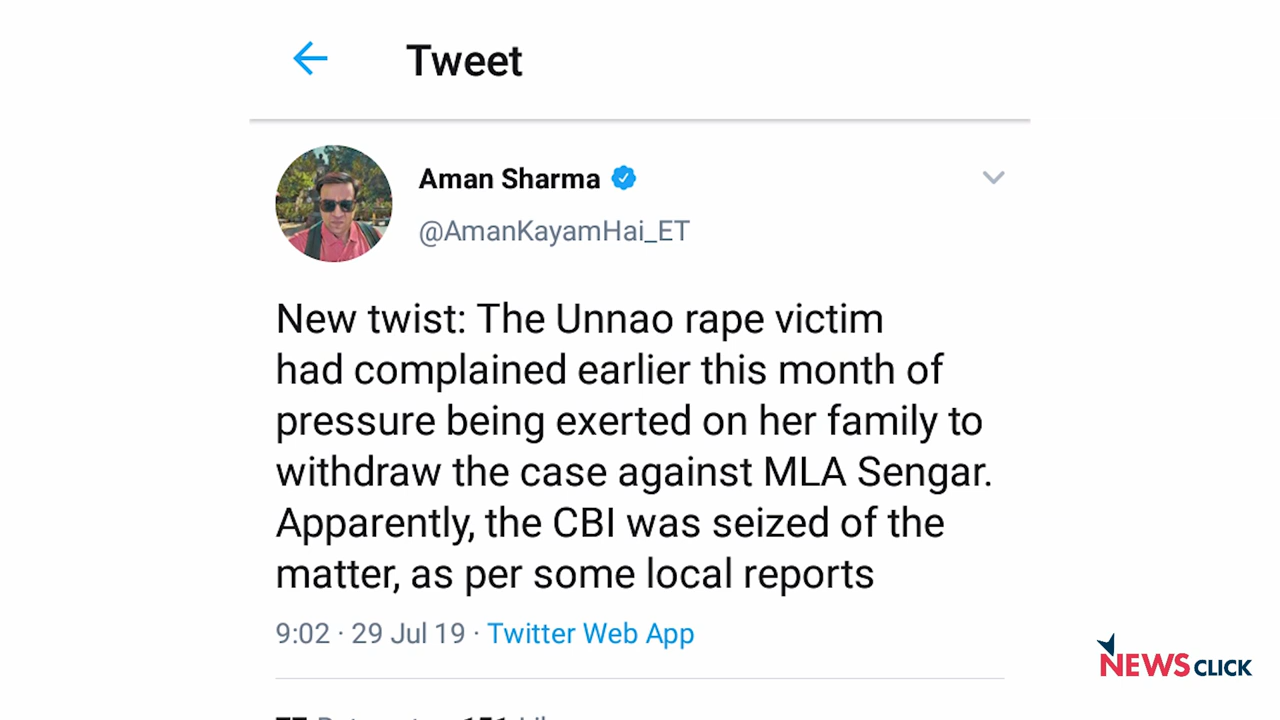 Tweet
Aman Sharma
@AmanKayamHai_ET
New twist: The Unnao rape victim
had complained earlier this month of
pressure being exerted on her family to
withdraw the case against MLA Sengar.
Apparently, the CBI was seized of the
matter, as per some local reports
9:02 · 29 Jul 19 · Twitter Web App
NEWS CLICK